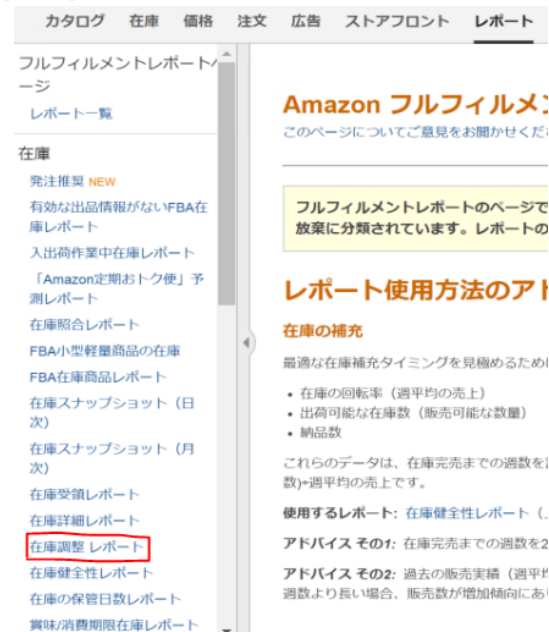 カタログ 在庫 価格 注文 広告 ストアフロント レポート
フルフィルメントレポート
ージ
レポート一覧
在庫
発注推奨 NEW
有効な出品情報がないFBA在
庫レポート
入出荷作業中在庫レポート
「Amazon定期おトク便」予
測レポート
在庫照合レポート
FBA小型軽量商品の在庫
FBA在庫商品レポート
在庫スナップショット（日
次）
在庫スナップショット（月
次）
在庫受領レポート
在庫詳細レポート
在庫調整 レポート
在庫健全性レポート
在庫の保管日数レポート
賞味/消費期限在庫レポート
Amazon フルフィルメ
このページについてご意見をお聞かせくだ
フルフィルメントレポートのページで
放棄に分類されています。レポートの
レポート使用方法のアド
在庫の補充
最適な在庫補充タイミングを見極めるため
• 在庫の回転率（週平均の売上）
• 出荷可能な在庫数（販売可能な数量）
• 納品数
これらのデータは、在庫完売までの週数を
数)÷週平均の売上です。
使用するレポート: 在庫健全性レポート（
アドバイス その1: 在庫完売までの週数を2
アドバイス その2: 過去の販売実績（週平
週数より長い場合、販売数が増加傾向にあ